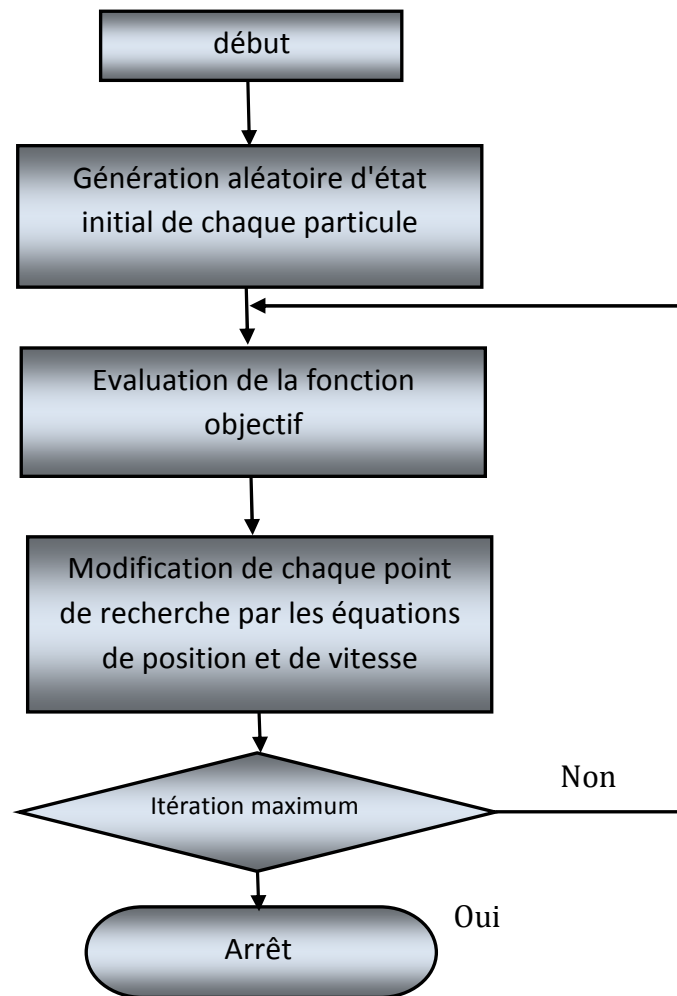 début
Génération aléatoire d'état
initial de chaque particule
Evaluation de la fonction
objectif
Modification de chaque point
de recherche par les équations
de position et de vitesse
Itération maximum
Non
Oui
Arrêt